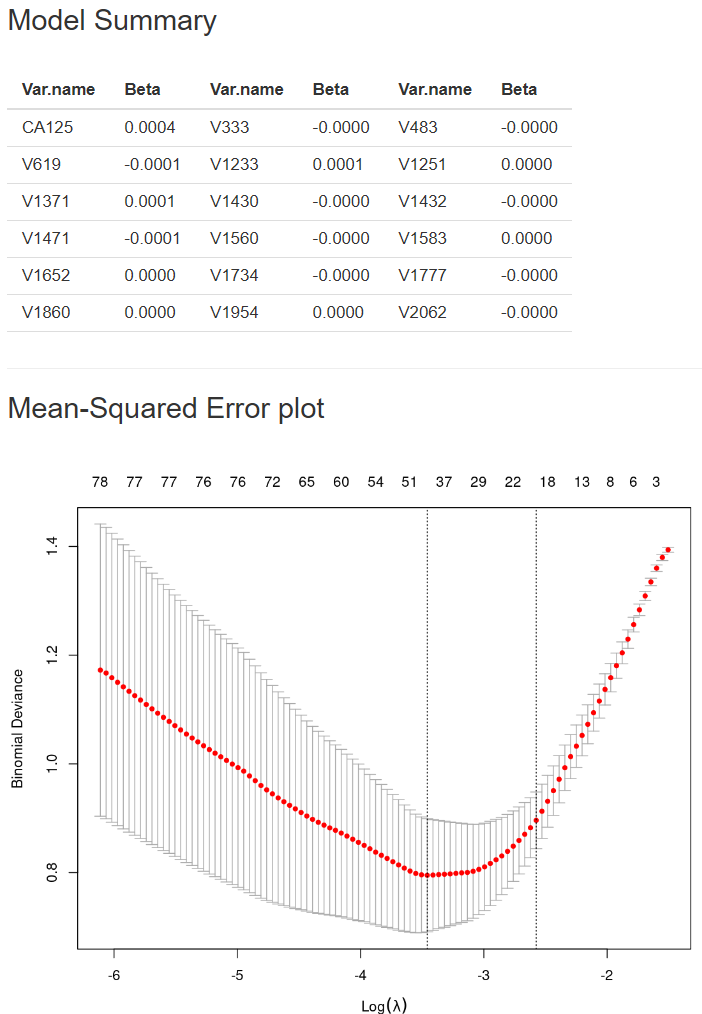 Model Summary
Var.name Beta Var.name Beta Var.name Beta
CA125 0.0004 V333 -0.0000 V483 -0.0000
V619 -0.0001 V1233 0.0001 V1251 0.0000
V1371 0.0001 V1430 -0.0000 V1432 -0.0000
V1471 -0.0001 V1560 -0.0000 V1583 0.0000
V1652 0.0000 V1734 -0.0000 V1777 -0.0000
V1860 0.0000 V1954 0.0000 V2062 -0.0000
Mean-Squared Error plot
78 77 77 76 76 72 65 60 54 51 37 29 22 18 13 8 6 3
1.4
1.2
1.0
0.8
Binomial Deviance
-6 -5 -4 -3 -2
Log(λ)